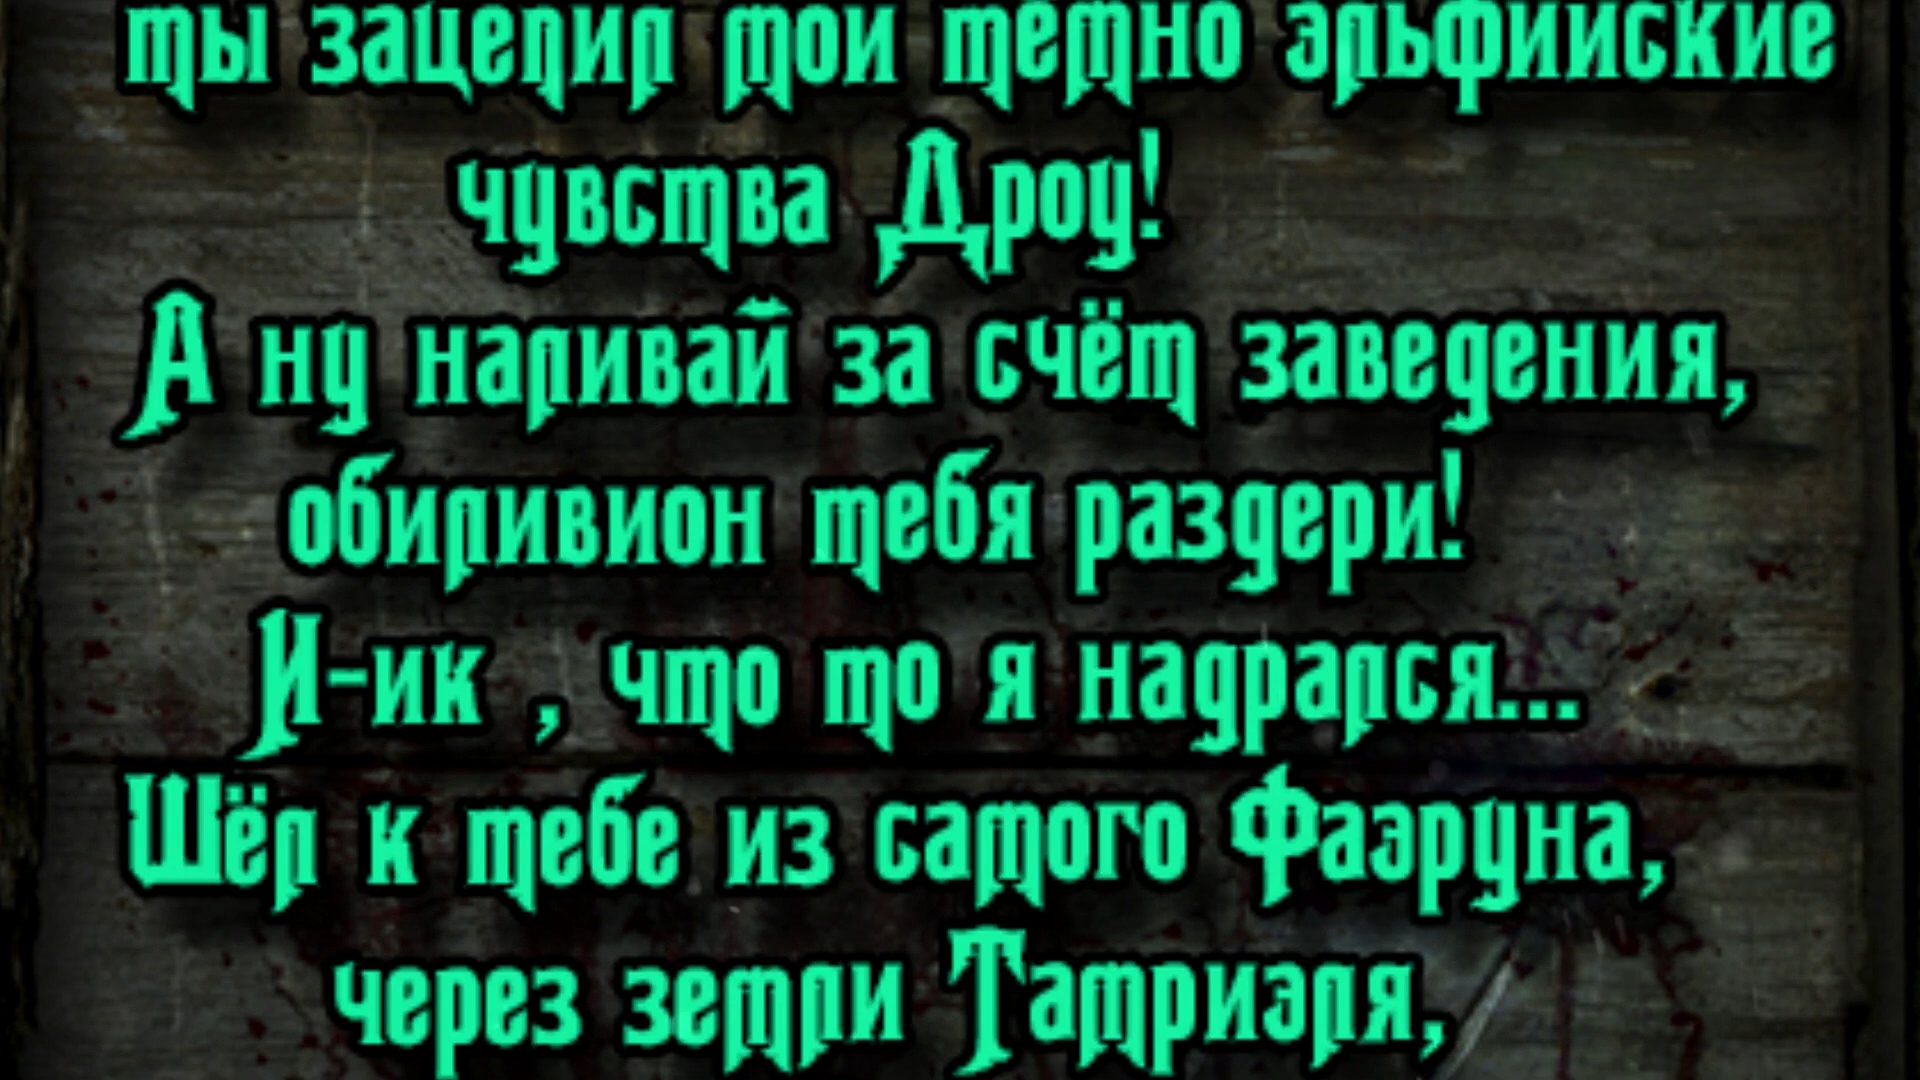 ты зацепил мои темно эльфийские
чувства Дроу!
А ну наливай за счёт заведения,
обиливион тебя раздери!
И-ик , что то я надрался...
Шёл к тебе из самого Фаэруна,
через земли Тамриэля,